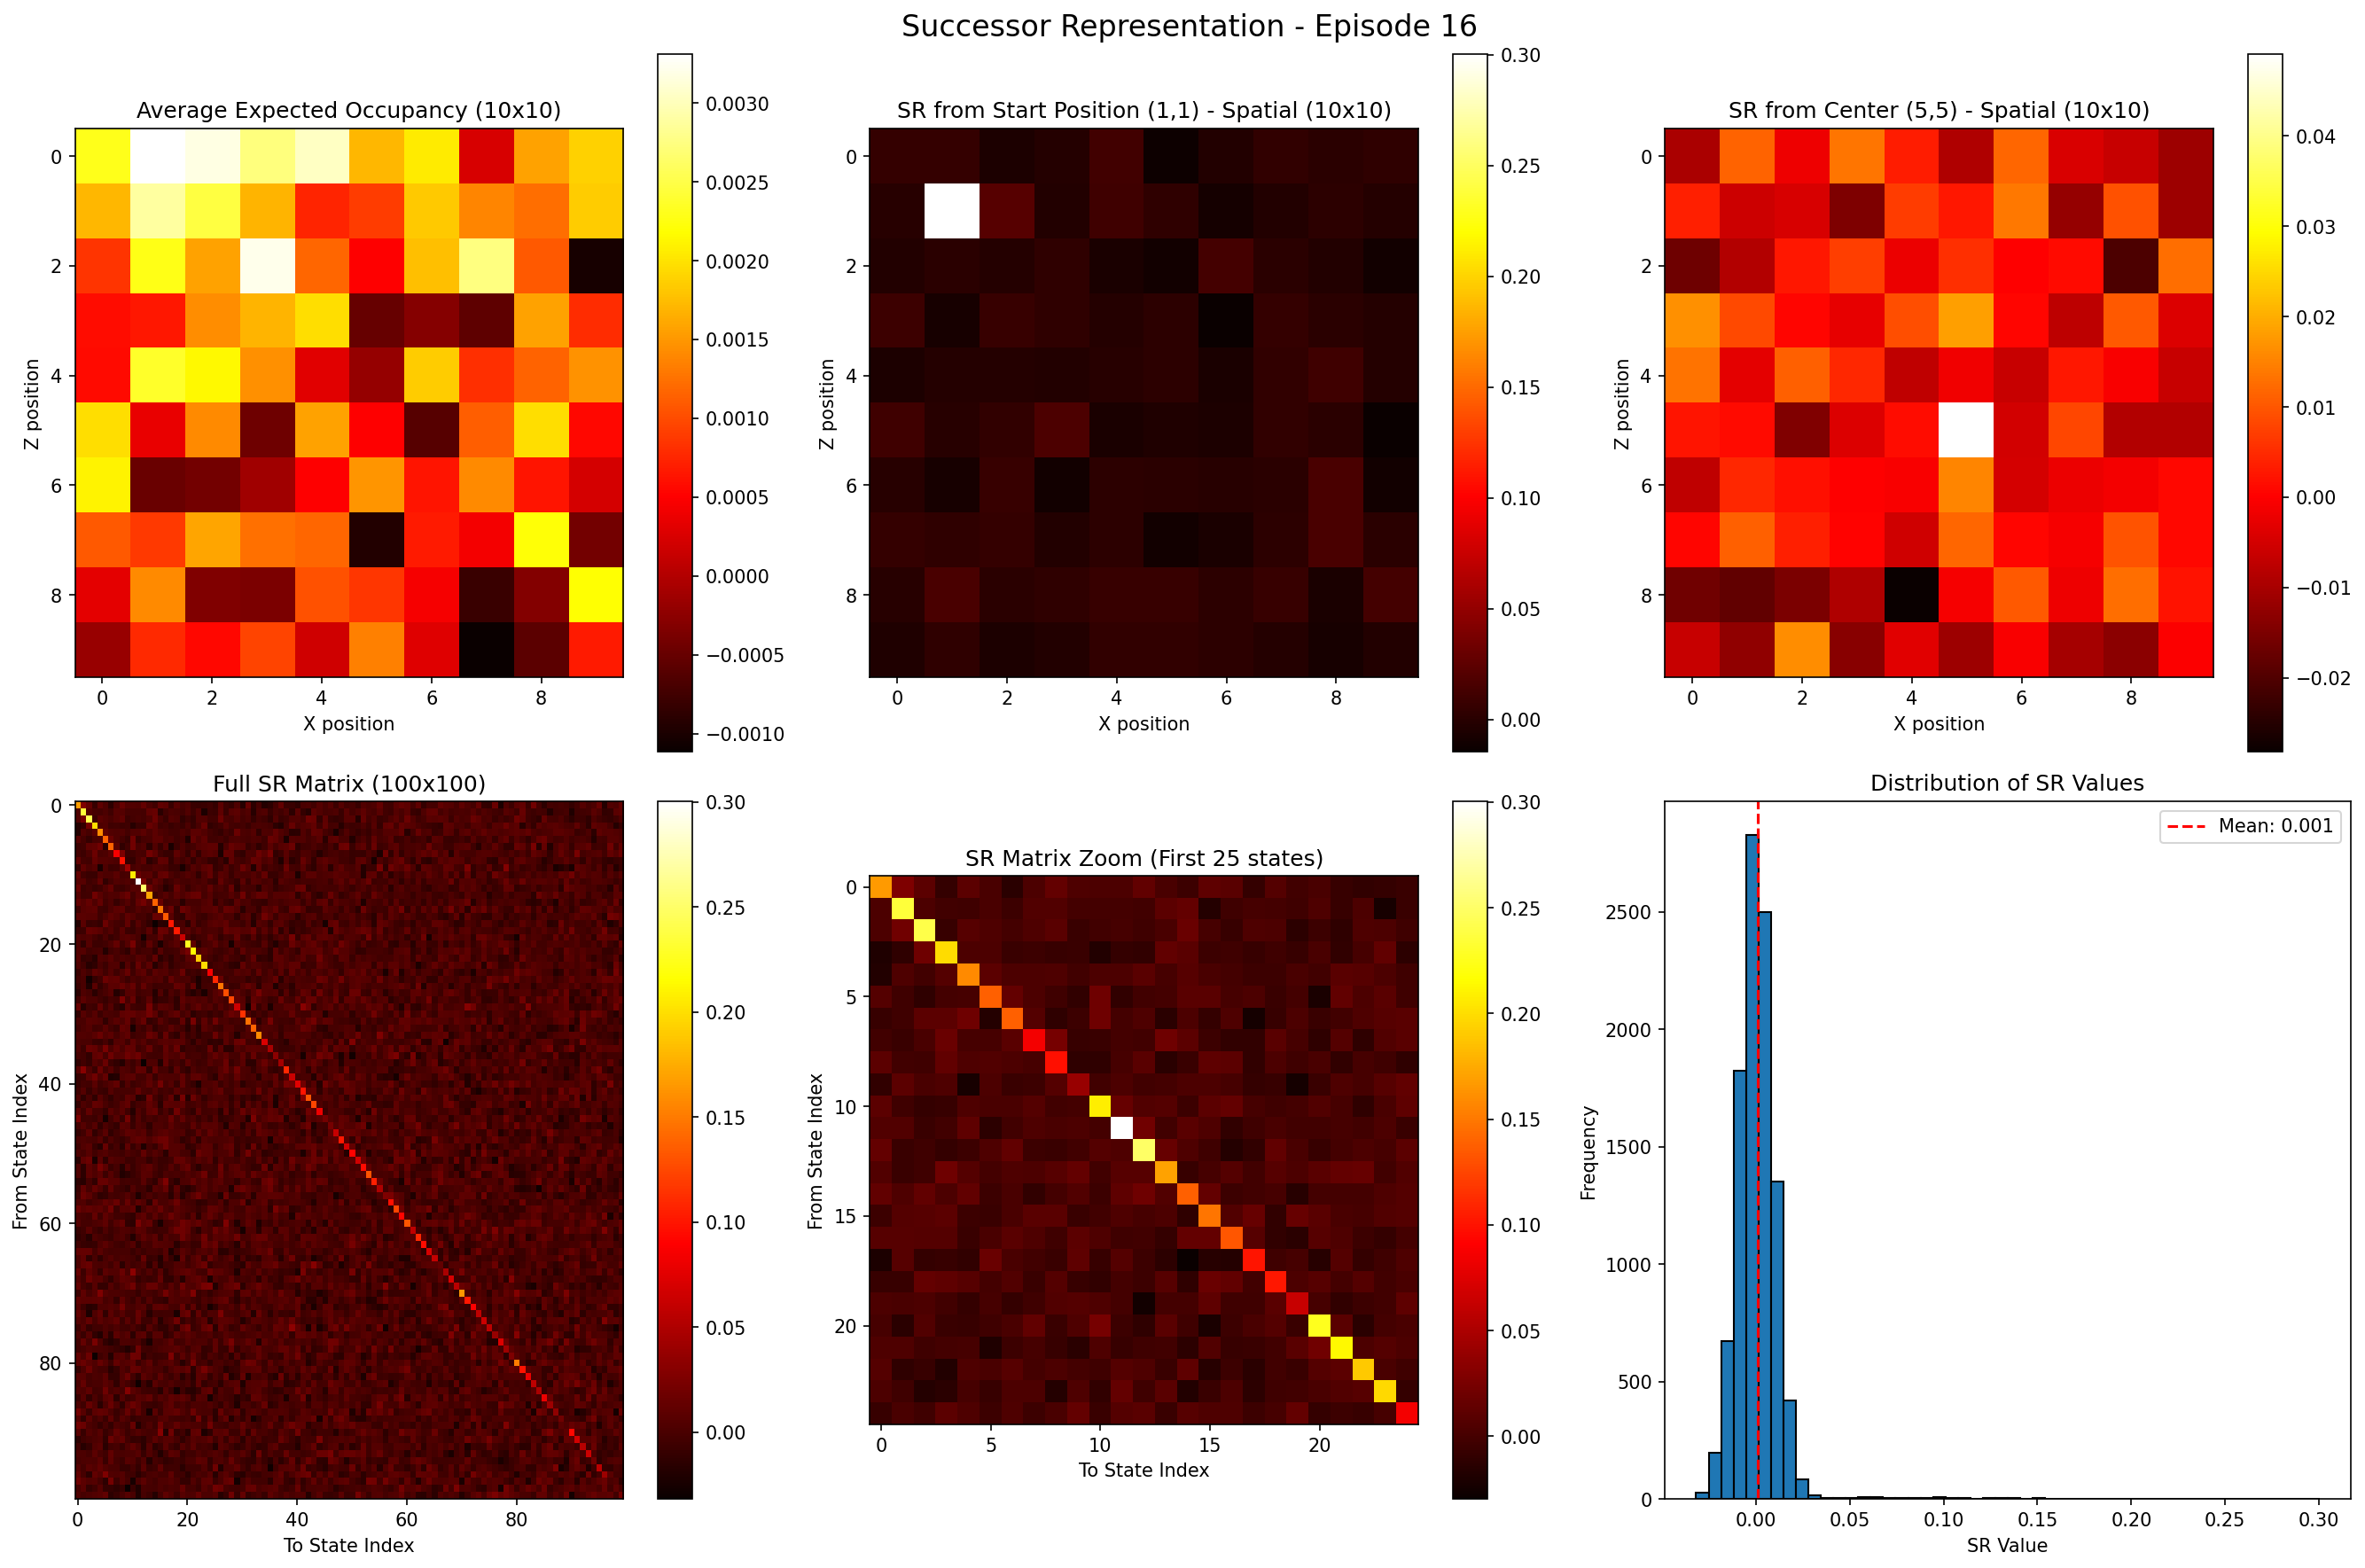 Successor Representation - Episode 16
Average Expected Occupancy (10x10)
0
2
4
6
8
Z position
0 2 4 6 8
X position
0.0030
0.0025
0.0020
0.0015
0.0010
0.0005
0.0000
−0.0005
−0.0010
SR from Start Position (1,1) - Spatial (10x10)
0
2
4
6
8
Z position
0 2 4 6 8
X position
0.30
0.25
0.20
0.15
0.10
0.05
0.00
SR from Center (5,5) - Spatial (10x10)
0
2
4
6
8
Z position
0 2 4 6 8
X position
0.04
0.03
0.02
0.01
0.00
−0.01
−0.02
Full SR Matrix (100x100)
0
20
40
60
80
From State Index
0 20 40 60 80
To State Index
0.30
0.25
0.20
0.15
0.10
0.05
0.00
SR Matrix Zoom (First 25 states)
0
5
10
15
20
From State Index
0 5 10 15 20
To State Index
0.30
0.25
0.20
0.15
0.10
0.05
0.00
Distribution of SR Values
Mean: 0.001
2500
2000
1500
1000
500
0
Frequency
0.00 0.05 0.10 0.15 0.20 0.25 0.30
SR Value